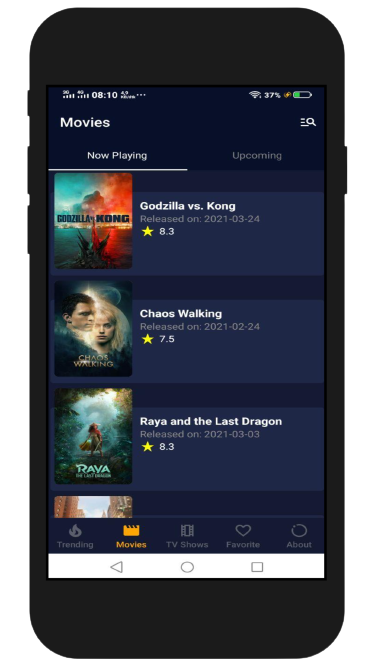 3G 4G 08:10 37%
Movies
Now Playing Upcoming
GODZILLA KONG
Godzilla vs. Kong
Released on: 2021-03-24
8.3
CHAOS
WALKING
Chaos Walking
Released on: 2021-02-24
7.5
RAYA
THE LAST DRAGON
Raya and the Last Dragon
Released on: 2021-03-03
8.3
Trending Movies TV Shows Favorite About